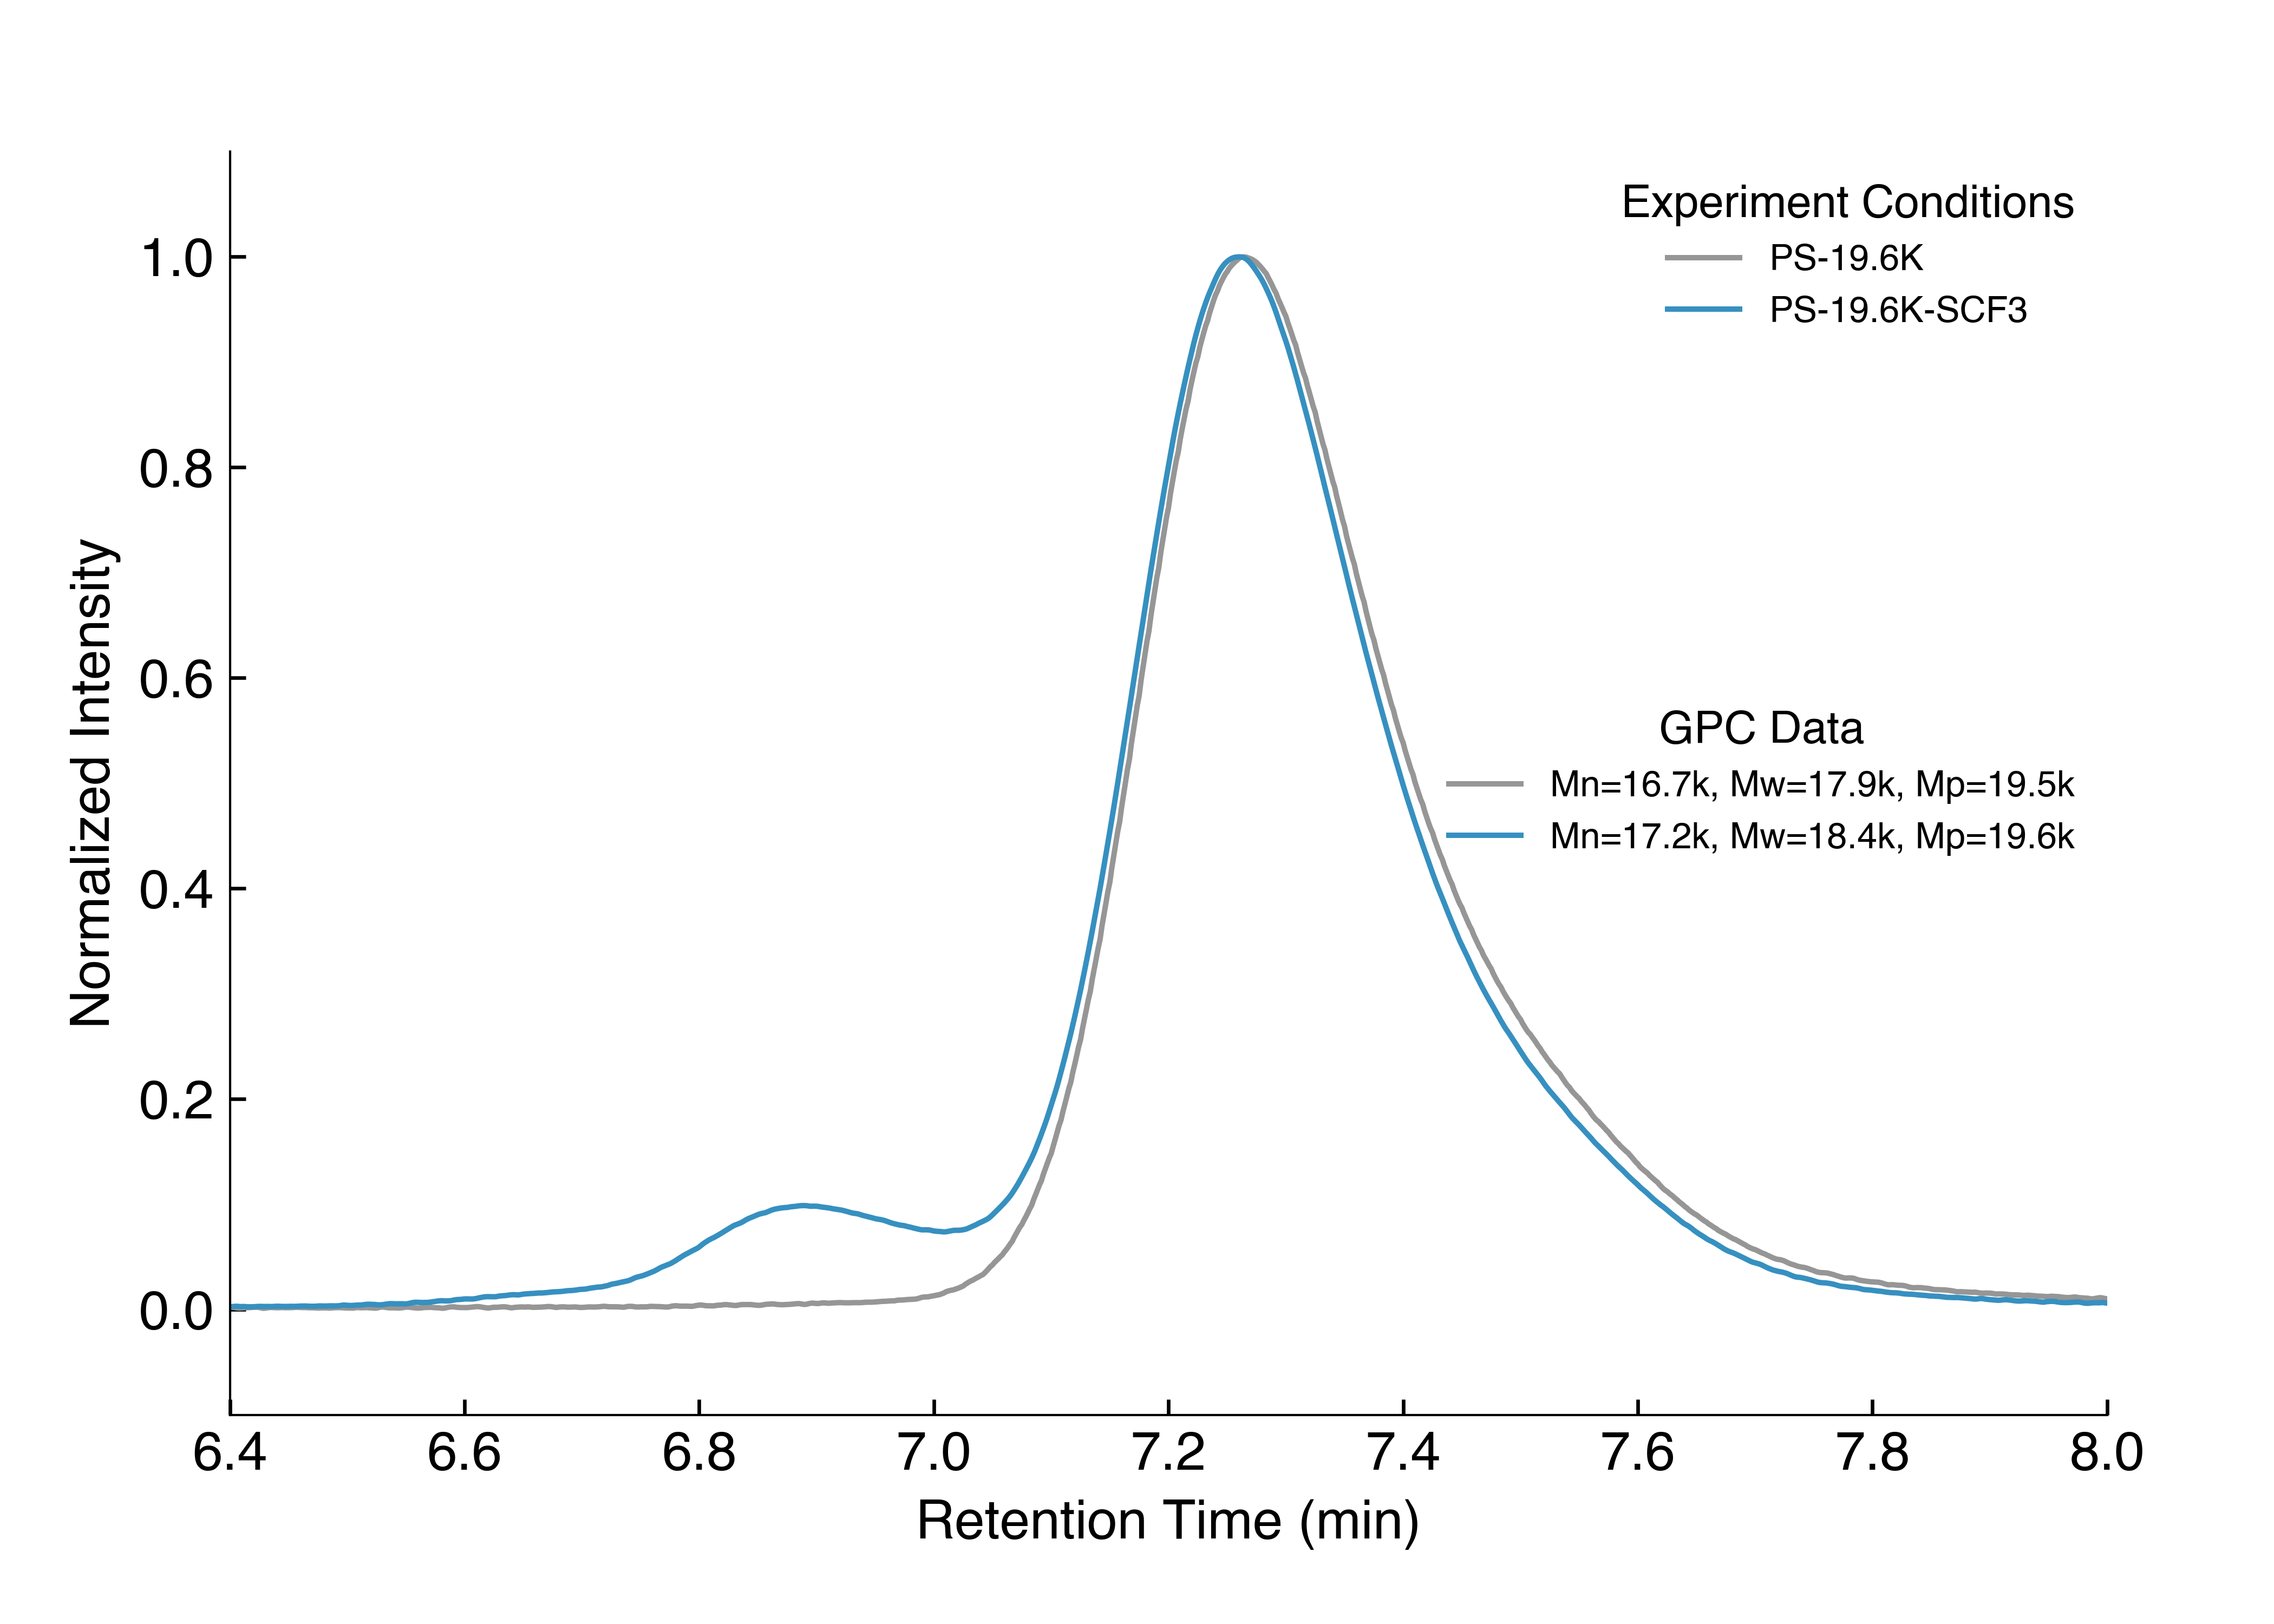 Experiment Conditions
PS-19.6K
PS-19.6K-SCF3
GPC Data
Mn=16.7k, Mw=17.9k, Mp=19.5k
Mn=17.2k, Mw=18.4k, Mp=19.6k
Normalized Intensity
1.0
0.8
0.6
0.4
0.2
0.0
6.4 6.6 6.8 7.0 7.2 7.4 7.6 7.8 8.0
Retention Time (min)